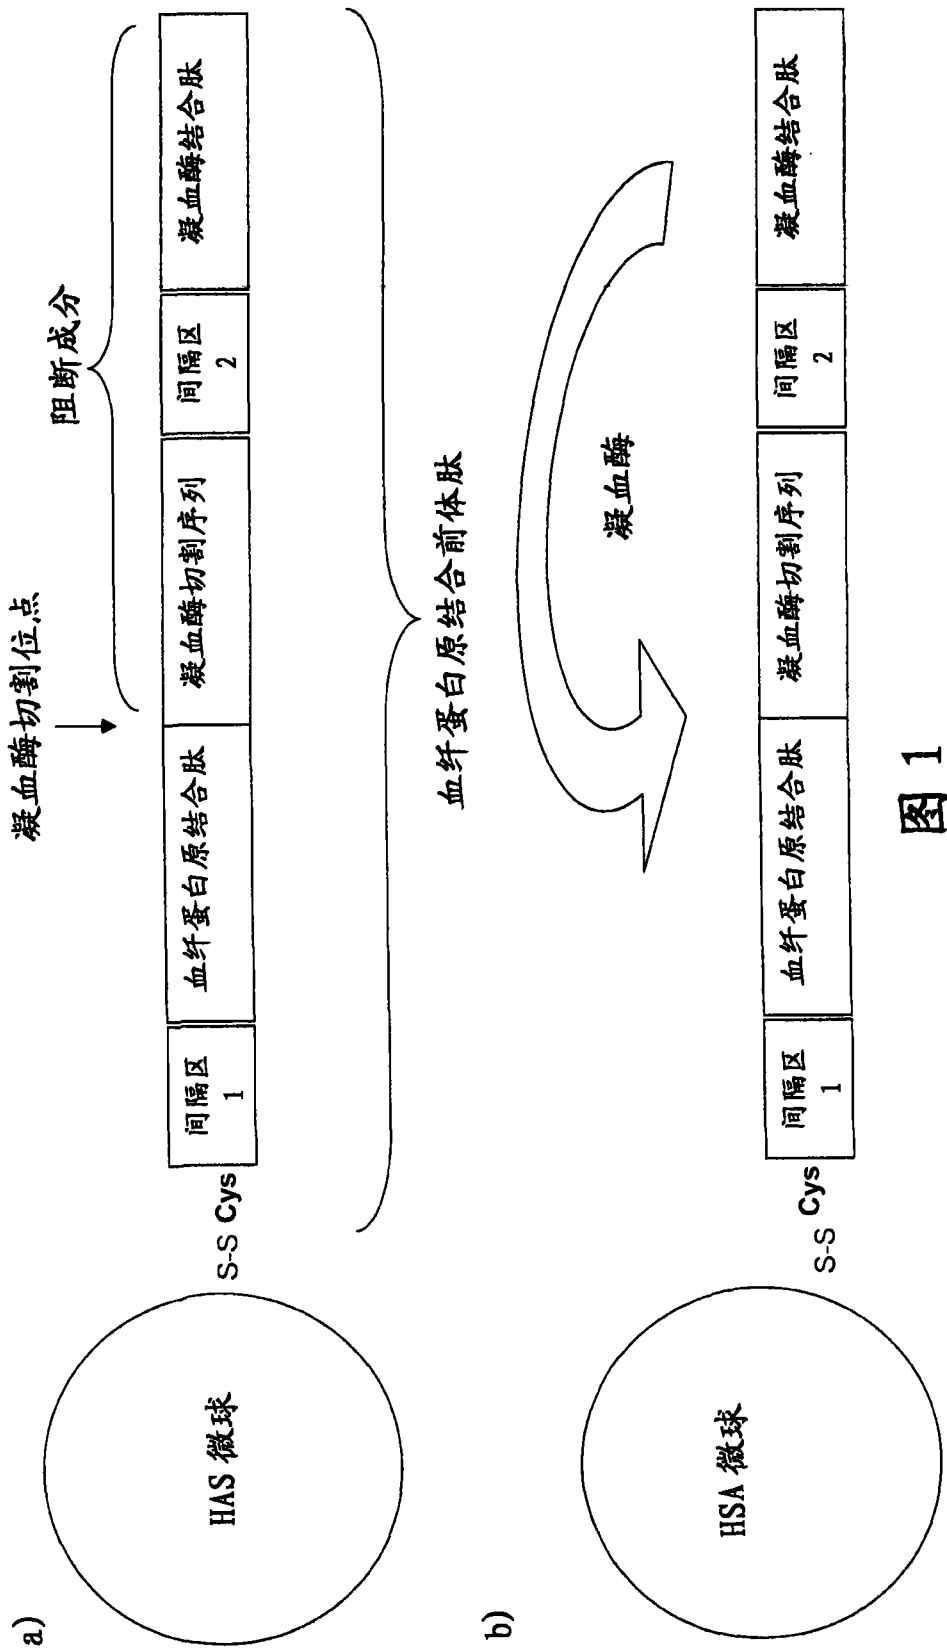 a)
凝血酶切割位点
阻断成分
HAS 微球
S-S Cys
间隔区
1
血纤蛋白原结合肽
凝血酶切割序列
间隔区
2
凝血酶结合肽
血纤蛋白原结合前体肽
b)
凝血酶
HSA 微球
S-S Cys
间隔区
1
血纤蛋白原结合肽
凝血酶切割序列
间隔区
2
凝血酶结合肽
图 1